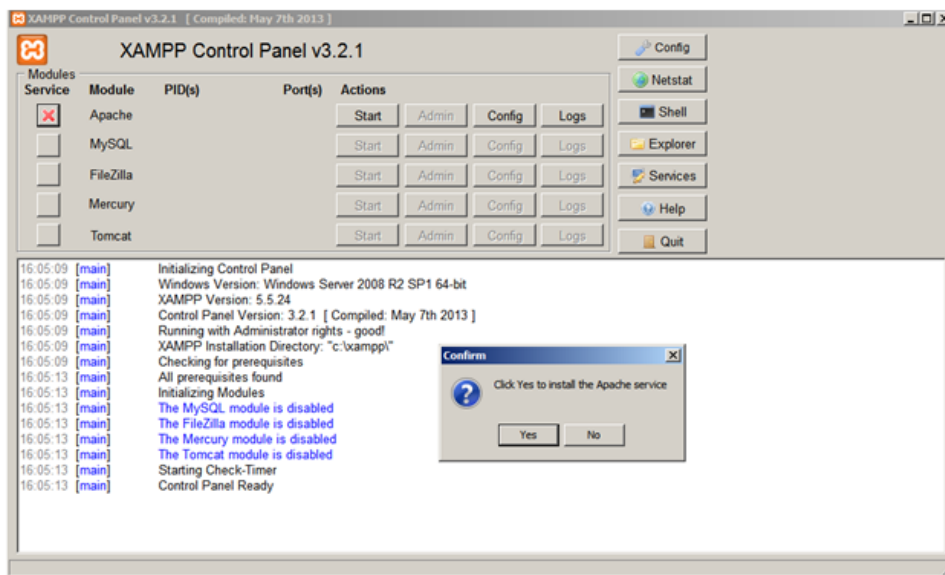 XAMPP Control Panel v3.2.1 [ Compiled: May 7th 2013 ]
XAMPP Control Panel v3.2.1
Config
Modules
Service Module PID(s) Port(s) Actions
Netstat
Apache Start Admin Config Logs
Shell
MySQL Start Admin Config Logs
Explorer
FileZilla Start Admin Config Logs
Services
Mercury Start Admin Config Logs
Help
Tomcat Start Admin Config Logs
Quit
16:05:09 [main] Initializing Control Panel
16:05:09 [main] Windows Version: Windows Server 2008 R2 SP1 64-bit
16:05:09 [main] XAMPP Version: 5.5.24
16:05:09 [main] Control Panel Version: 3.2.1 [ Compiled: May 7th 2013 ]
16:05:09 [main] Running with Administrator rights - good!
16:05:09 [main] XAMPP Installation Directory: "c:\xampp\"
16:05:09 [main] Checking for prerequisites
16:05:13 [main] All prerequisites found
16:05:13 [main] Initializing Modules
16:05:13 [main] The MySQL module is disabled
16:05:13 [main] The FileZilla module is disabled
16:05:13 [main] The Mercury module is disabled
16:05:13 [main] The Tomcat module is disabled
16:05:13 [main] Starting Check-Timer
16:05:13 [main] Control Panel Ready
Confirm
Click Yes to install the Apache service
Yes No